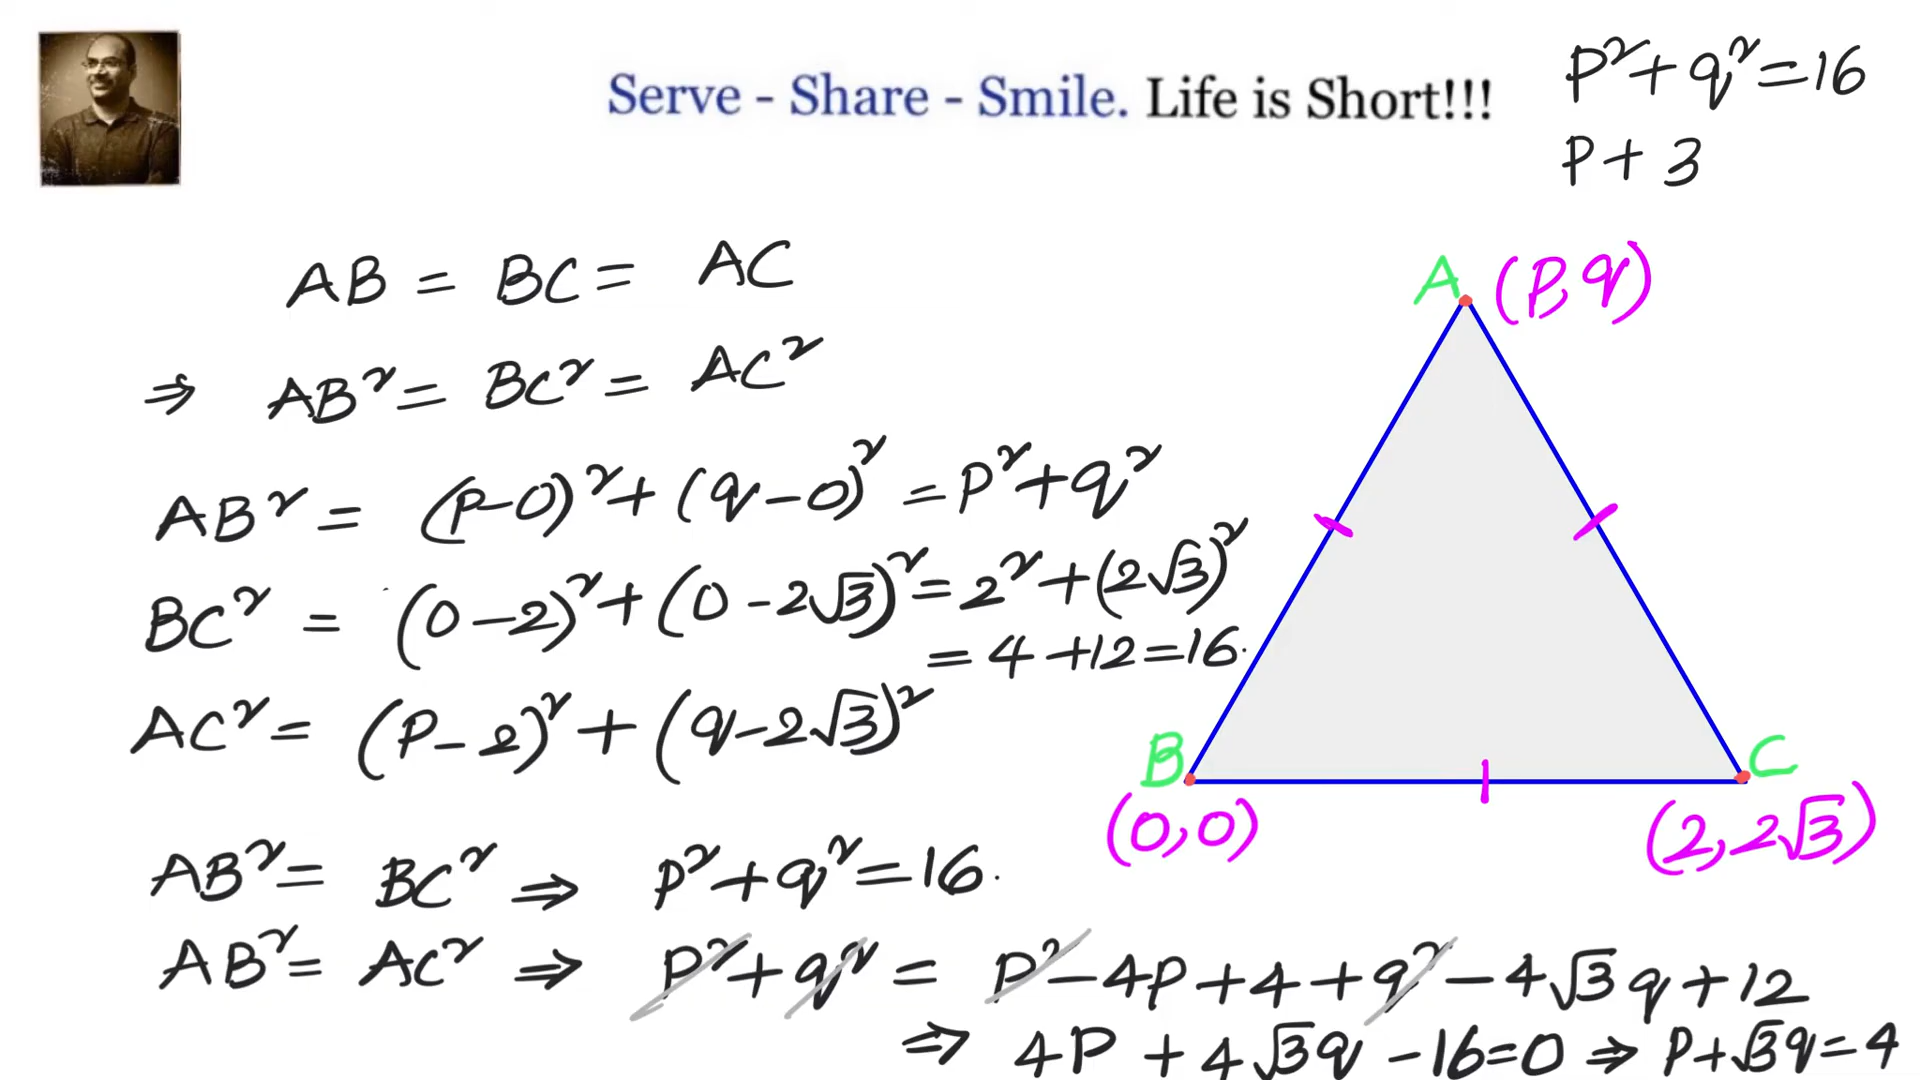 Serve - Share - Smile. Life is Short!!!
P² + q² = 16
P + 3
AB = BC = AC
⇒ AB² = BC² = AC²
AB² = (P-0)² + (q-0)² = P² + q²
BC² = (0-2)² + (0-2√3)² = 2² + (2√3)²
= 4 + 12 = 16.
AC² = (P-2)² + (q-2√3)²
A (P, q)
B
(0,0)
C
(2, 2√3)
AB² = BC² ⇒ P² + q² = 16.
AB² = AC² ⇒ P² + q² = P² - 4P + 4 + q² - 4√3 q + 12
⇒ 4P + 4√3q - 16 = 0 ⇒ P + √3q = 4